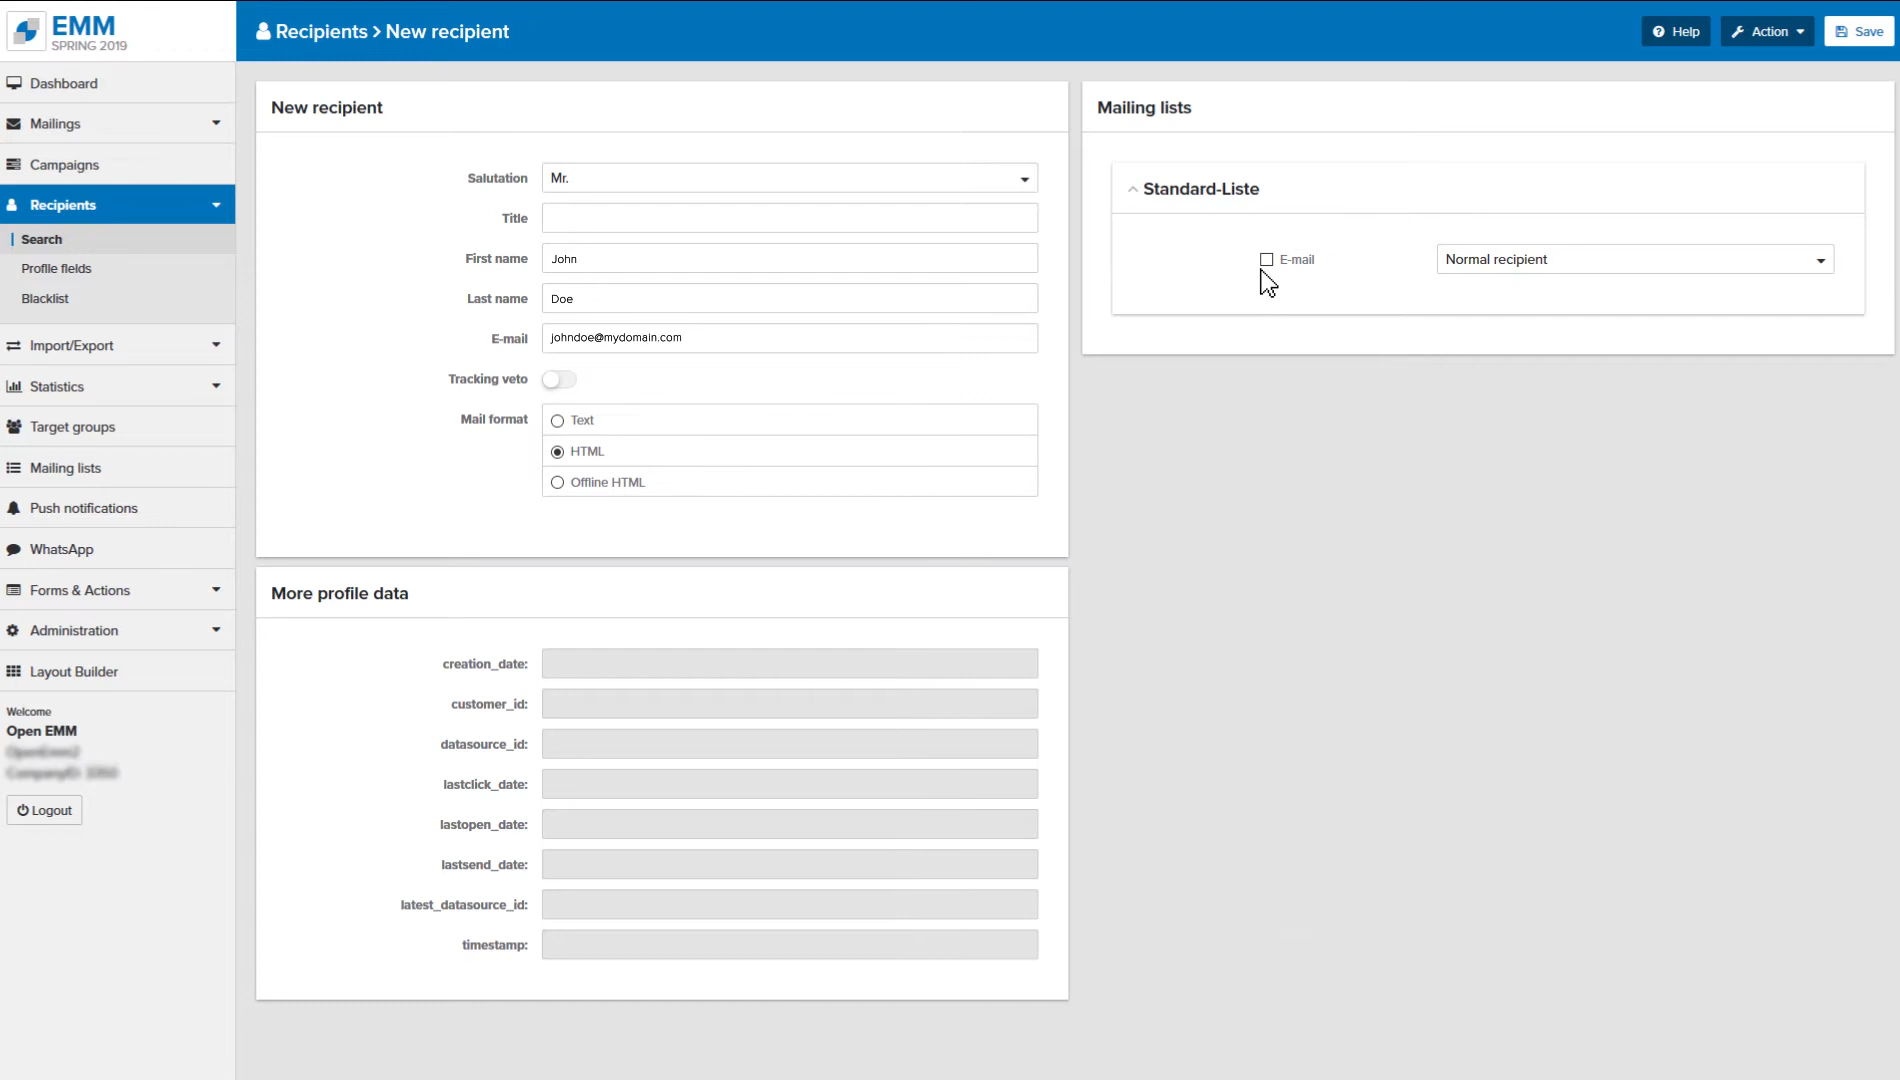 EMM
SPRING 2019
Recipients > New recipient
Help
Action
Save
Dashboard
Mailings
Campaigns
Recipients
Search
Profile fields
Blacklist
Import/Export
Statistics
Target groups
Mailing lists
Push notifications
WhatsApp
Forms & Actions
Administration
Layout Builder
Welcome
Open EMM
Logout
New recipient
Salutation Mr.
Title
First name John
Last name Doe
E-mail johndoe@mydomain.com
Tracking veto
Mail format Text
HTML
Offline HTML
More profile data
creation_date:
customer_id:
datasource_id:
lastclick_date:
lastopen_date:
lastsend_date:
latest_datasource_id:
timestamp:
Mailing lists
Standard-Liste
E-mail Normal recipient